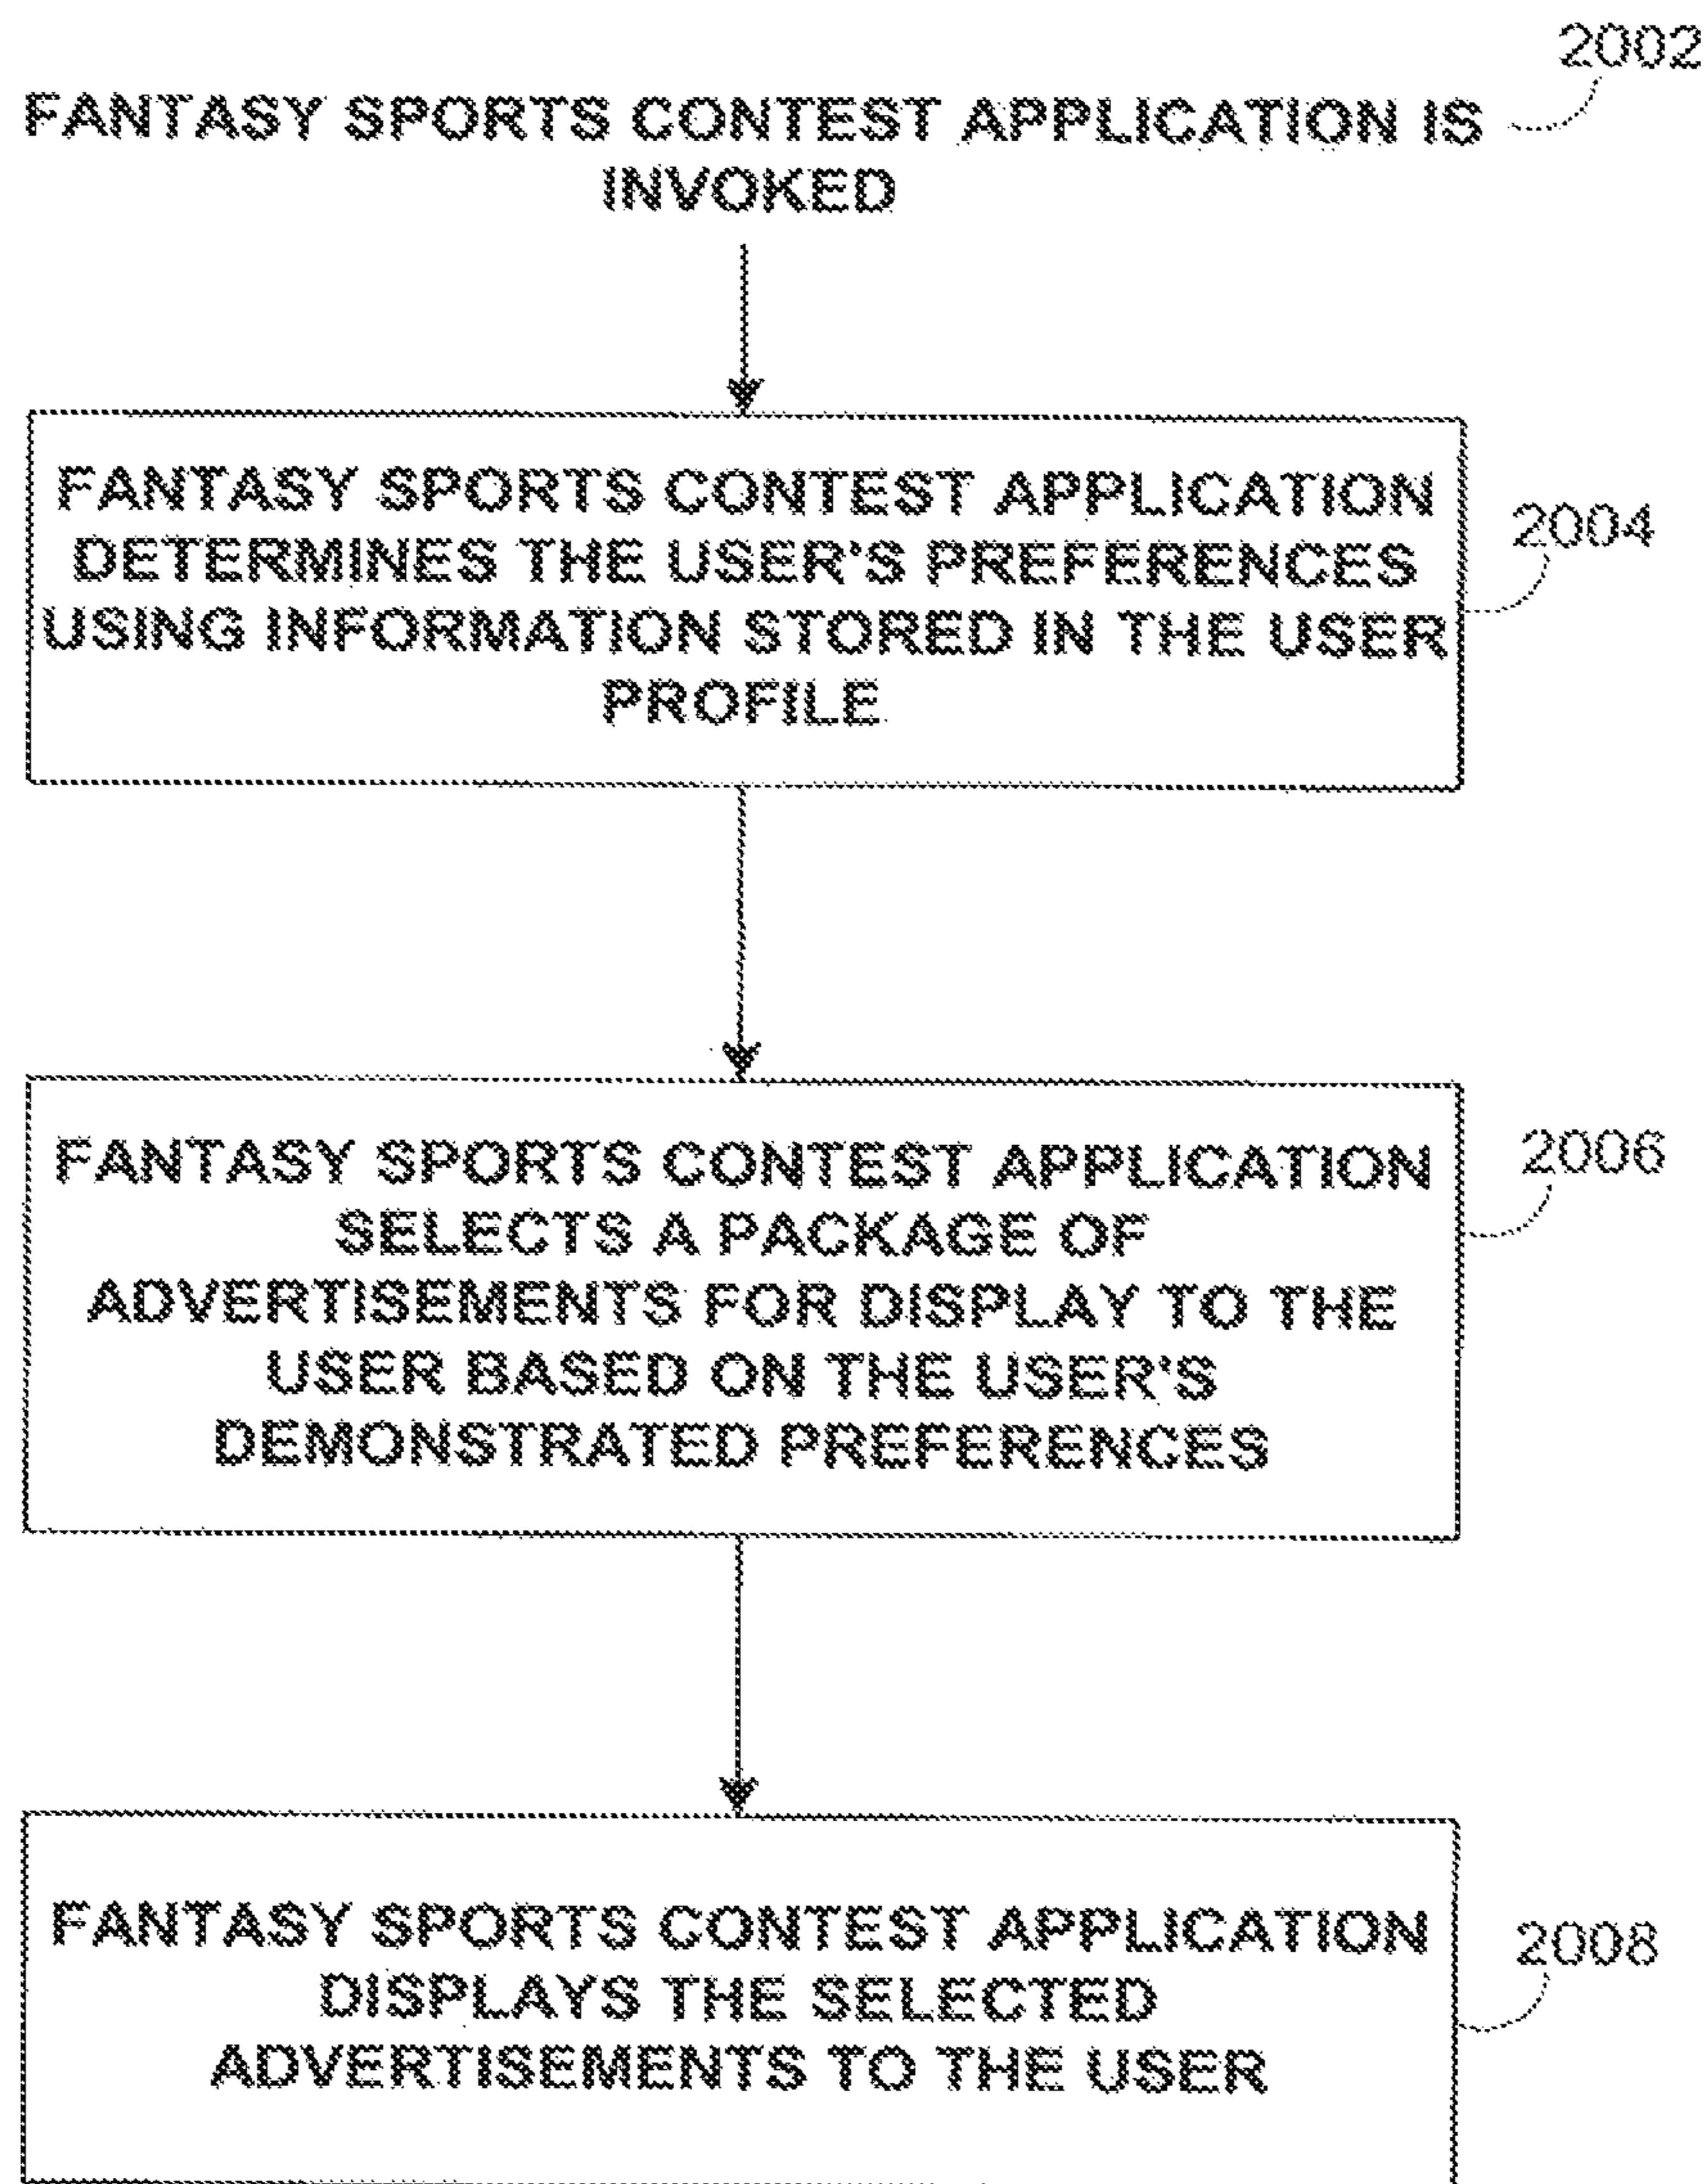 2002
FANTASY SPORTS CONTEST APPLICATION IS
INVOKED
FANTASY SPORTS CONTEST APPLICATION
DETERMINES THE USER'S PREFERENCES
USING INFORMATION STORED IN THE USER
PROFILE
2004
FANTASY SPORTS CONTEST APPLICATION
SELECTS A PACKAGE OF
ADVERTISEMENTS FOR DISPLAY TO THE
USER BASED ON THE USER'S
DEMONSTRATED PREFERENCES
2006
FANTASY SPORTS CONTEST APPLICATION
DISPLAYS THE SELECTED
ADVERTISEMENTS TO THE USER
2008